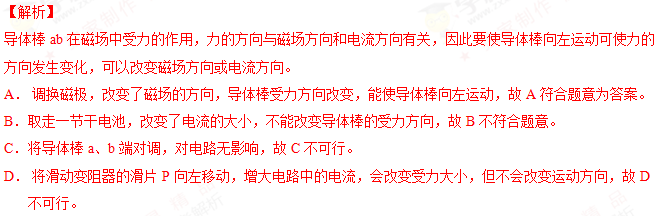 【解析】
导体棒 ab 在磁场中受力的作用，力的方向与磁场方向和电流方向有关，因此要使导体棒向左运动可使力的
方向发生变化，可以改变磁场方向或电流方向。
A． 调换磁极，改变了磁场的方向，导体棒受力方向改变，能使导体棒向左运动，故 A 符合题意为答案。
B．取走一节干电池，改变了电流的大小，不能改变导体棒的受力方向，故 B 不符合题意。
C．将导体棒 a、b 端对调，对电路无影响，故 C 不可行。
D． 将滑动变阻器的滑片 P 向左移动，增大电路中的电流，会改变受力大小，但不会改变运动方向，故 D
不可行。